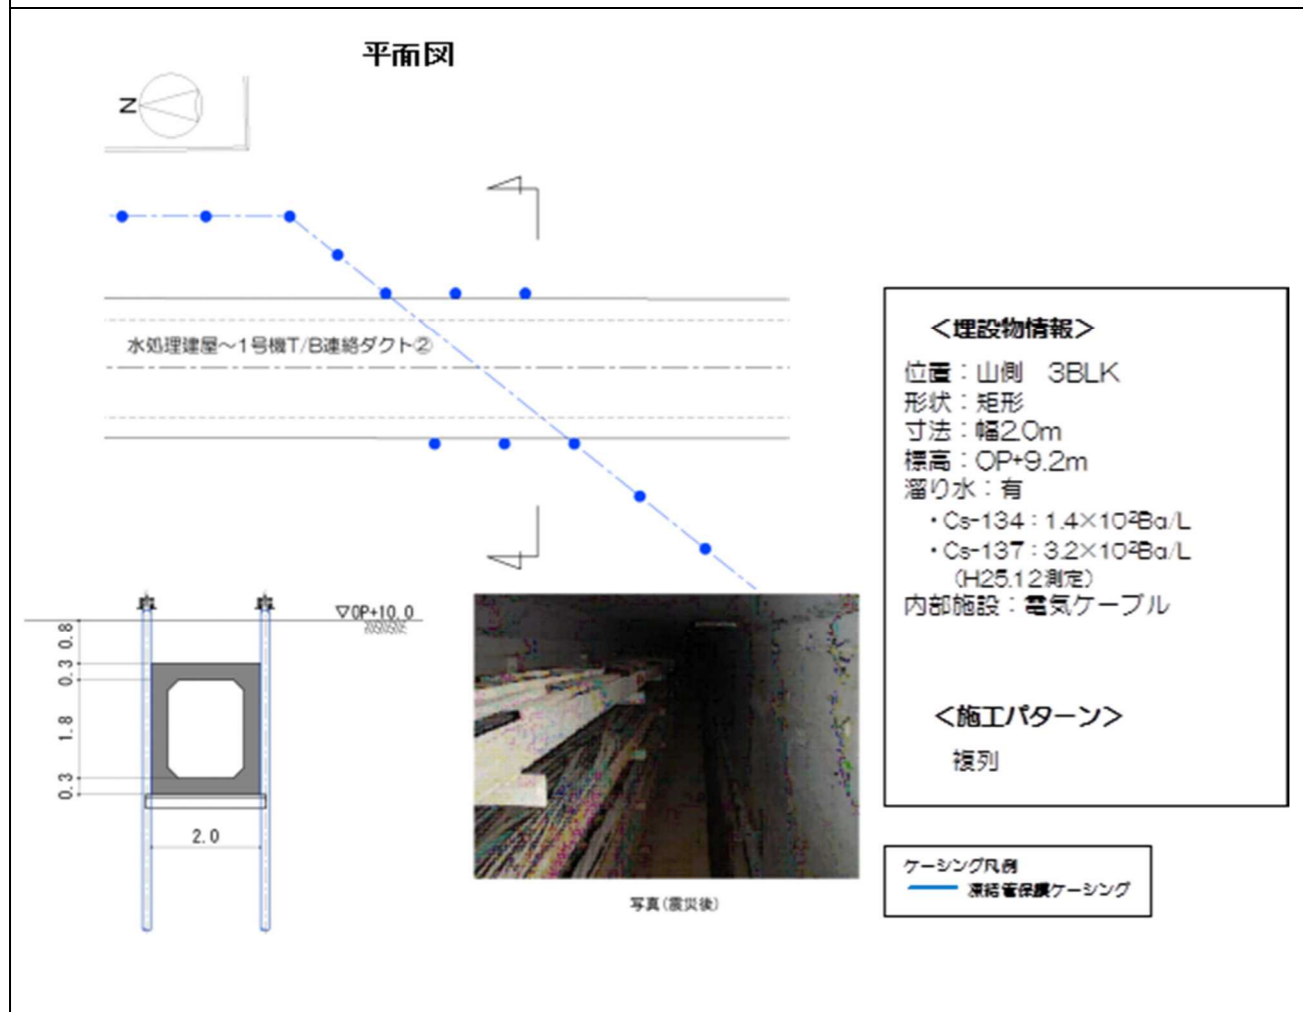 平面図
N
水処理建屋～1号機T/B連絡ダクト②
▽OP+10.0
0.8
0.3
1.8
0.3
2.0
写真(震災後)
＜埋設物情報＞
位置：山側 3BLK
形状：矩形
寸法：幅2.0m
標高：OP+9.2m
溜り水：有
・Cs-134：1.4×10²Bq/L
・Cs-137：3.2×10²Bq/L
(H25.12測定)
内部施設：電気ケーブル
＜施工パターン＞
複列
ケーシング凡例
凍結管保護ケーシング